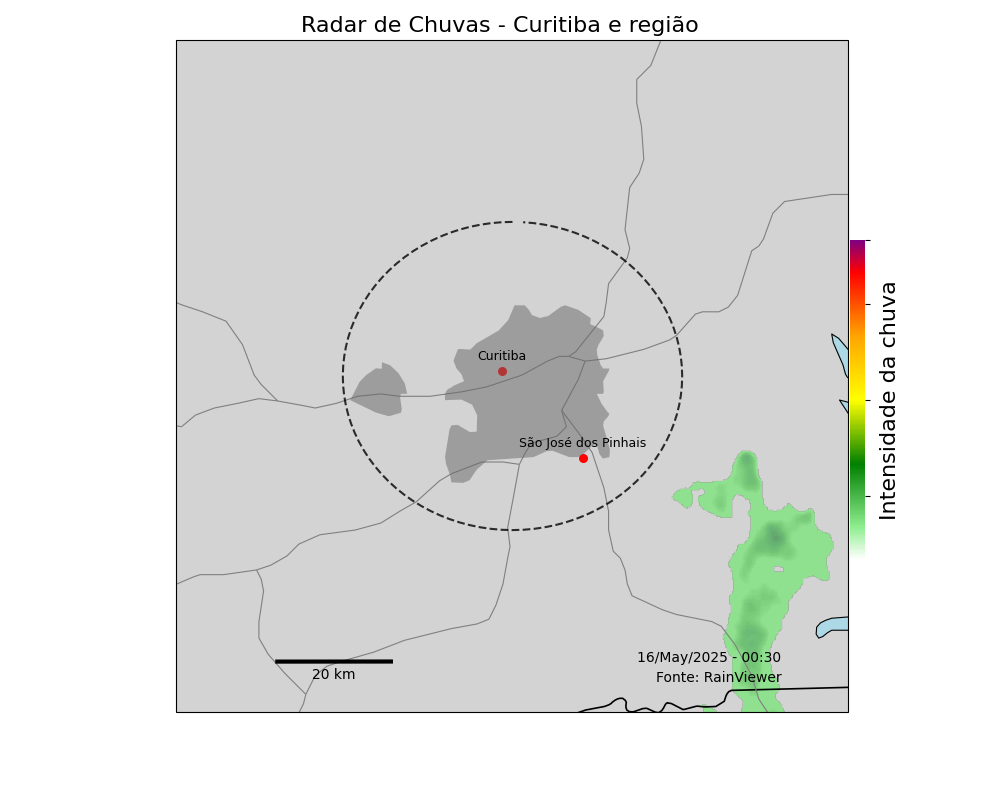 Radar de Chuvas - Curitiba e região
Curitiba
São José dos Pinhais
Intensidade da chuva
16/May/2025 - 00:30
Fonte: RainViewer
20 km